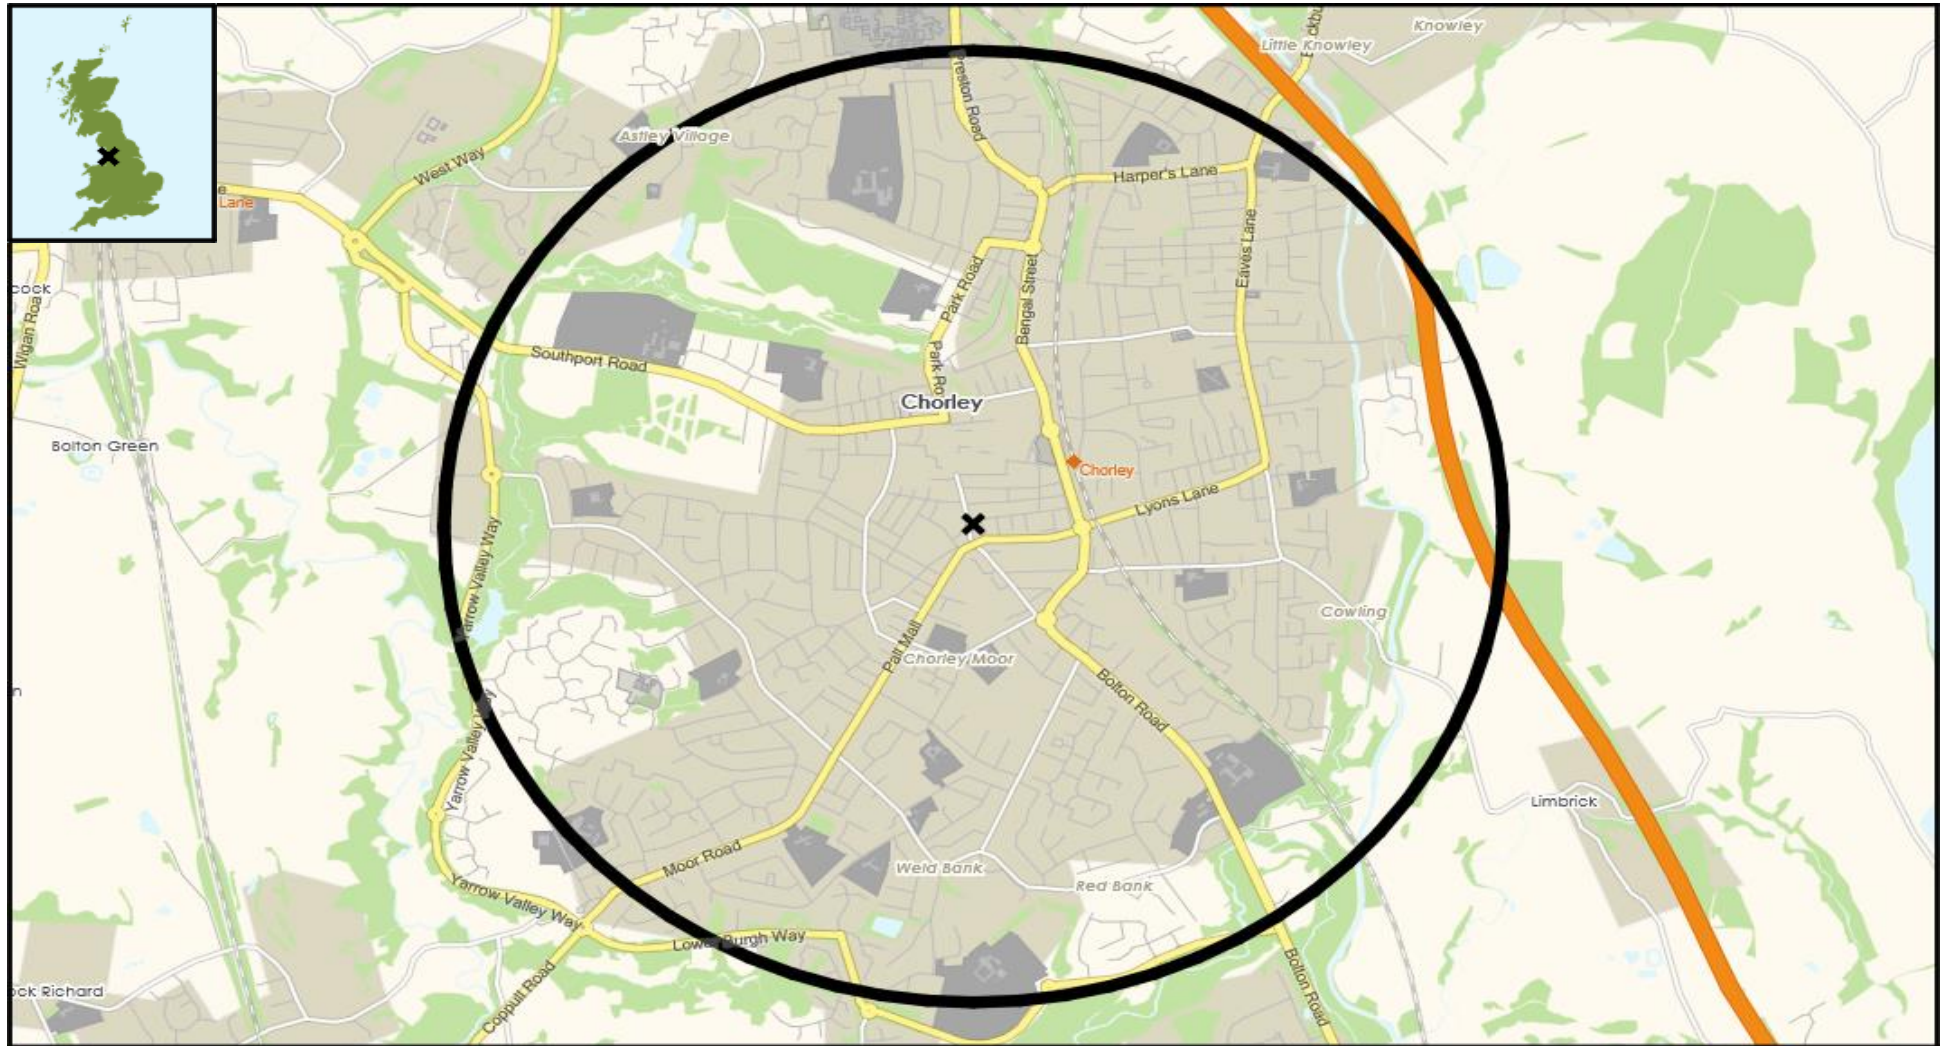 Knowley
Little Knowley
Preston Road
Astley Village
West Way
Harper's Lane
Lane
Eaves Lane
Park Road
Bengal Street
Wigan Roa
cock
Southport Road
Park Ro
Chorley
Bolton Green
Chorley
Lyons Lane
Yarrow Valley Way
Cowling
Pall Mall
Chorley Moor
Bolton Road
Yarrow Valley Way
Limbrick
Moor Road
Weld Bank
Red Bank
Yarrow Valley Way
Lower Burgh Way
Coppull Road
Bolton Road
ock Richard